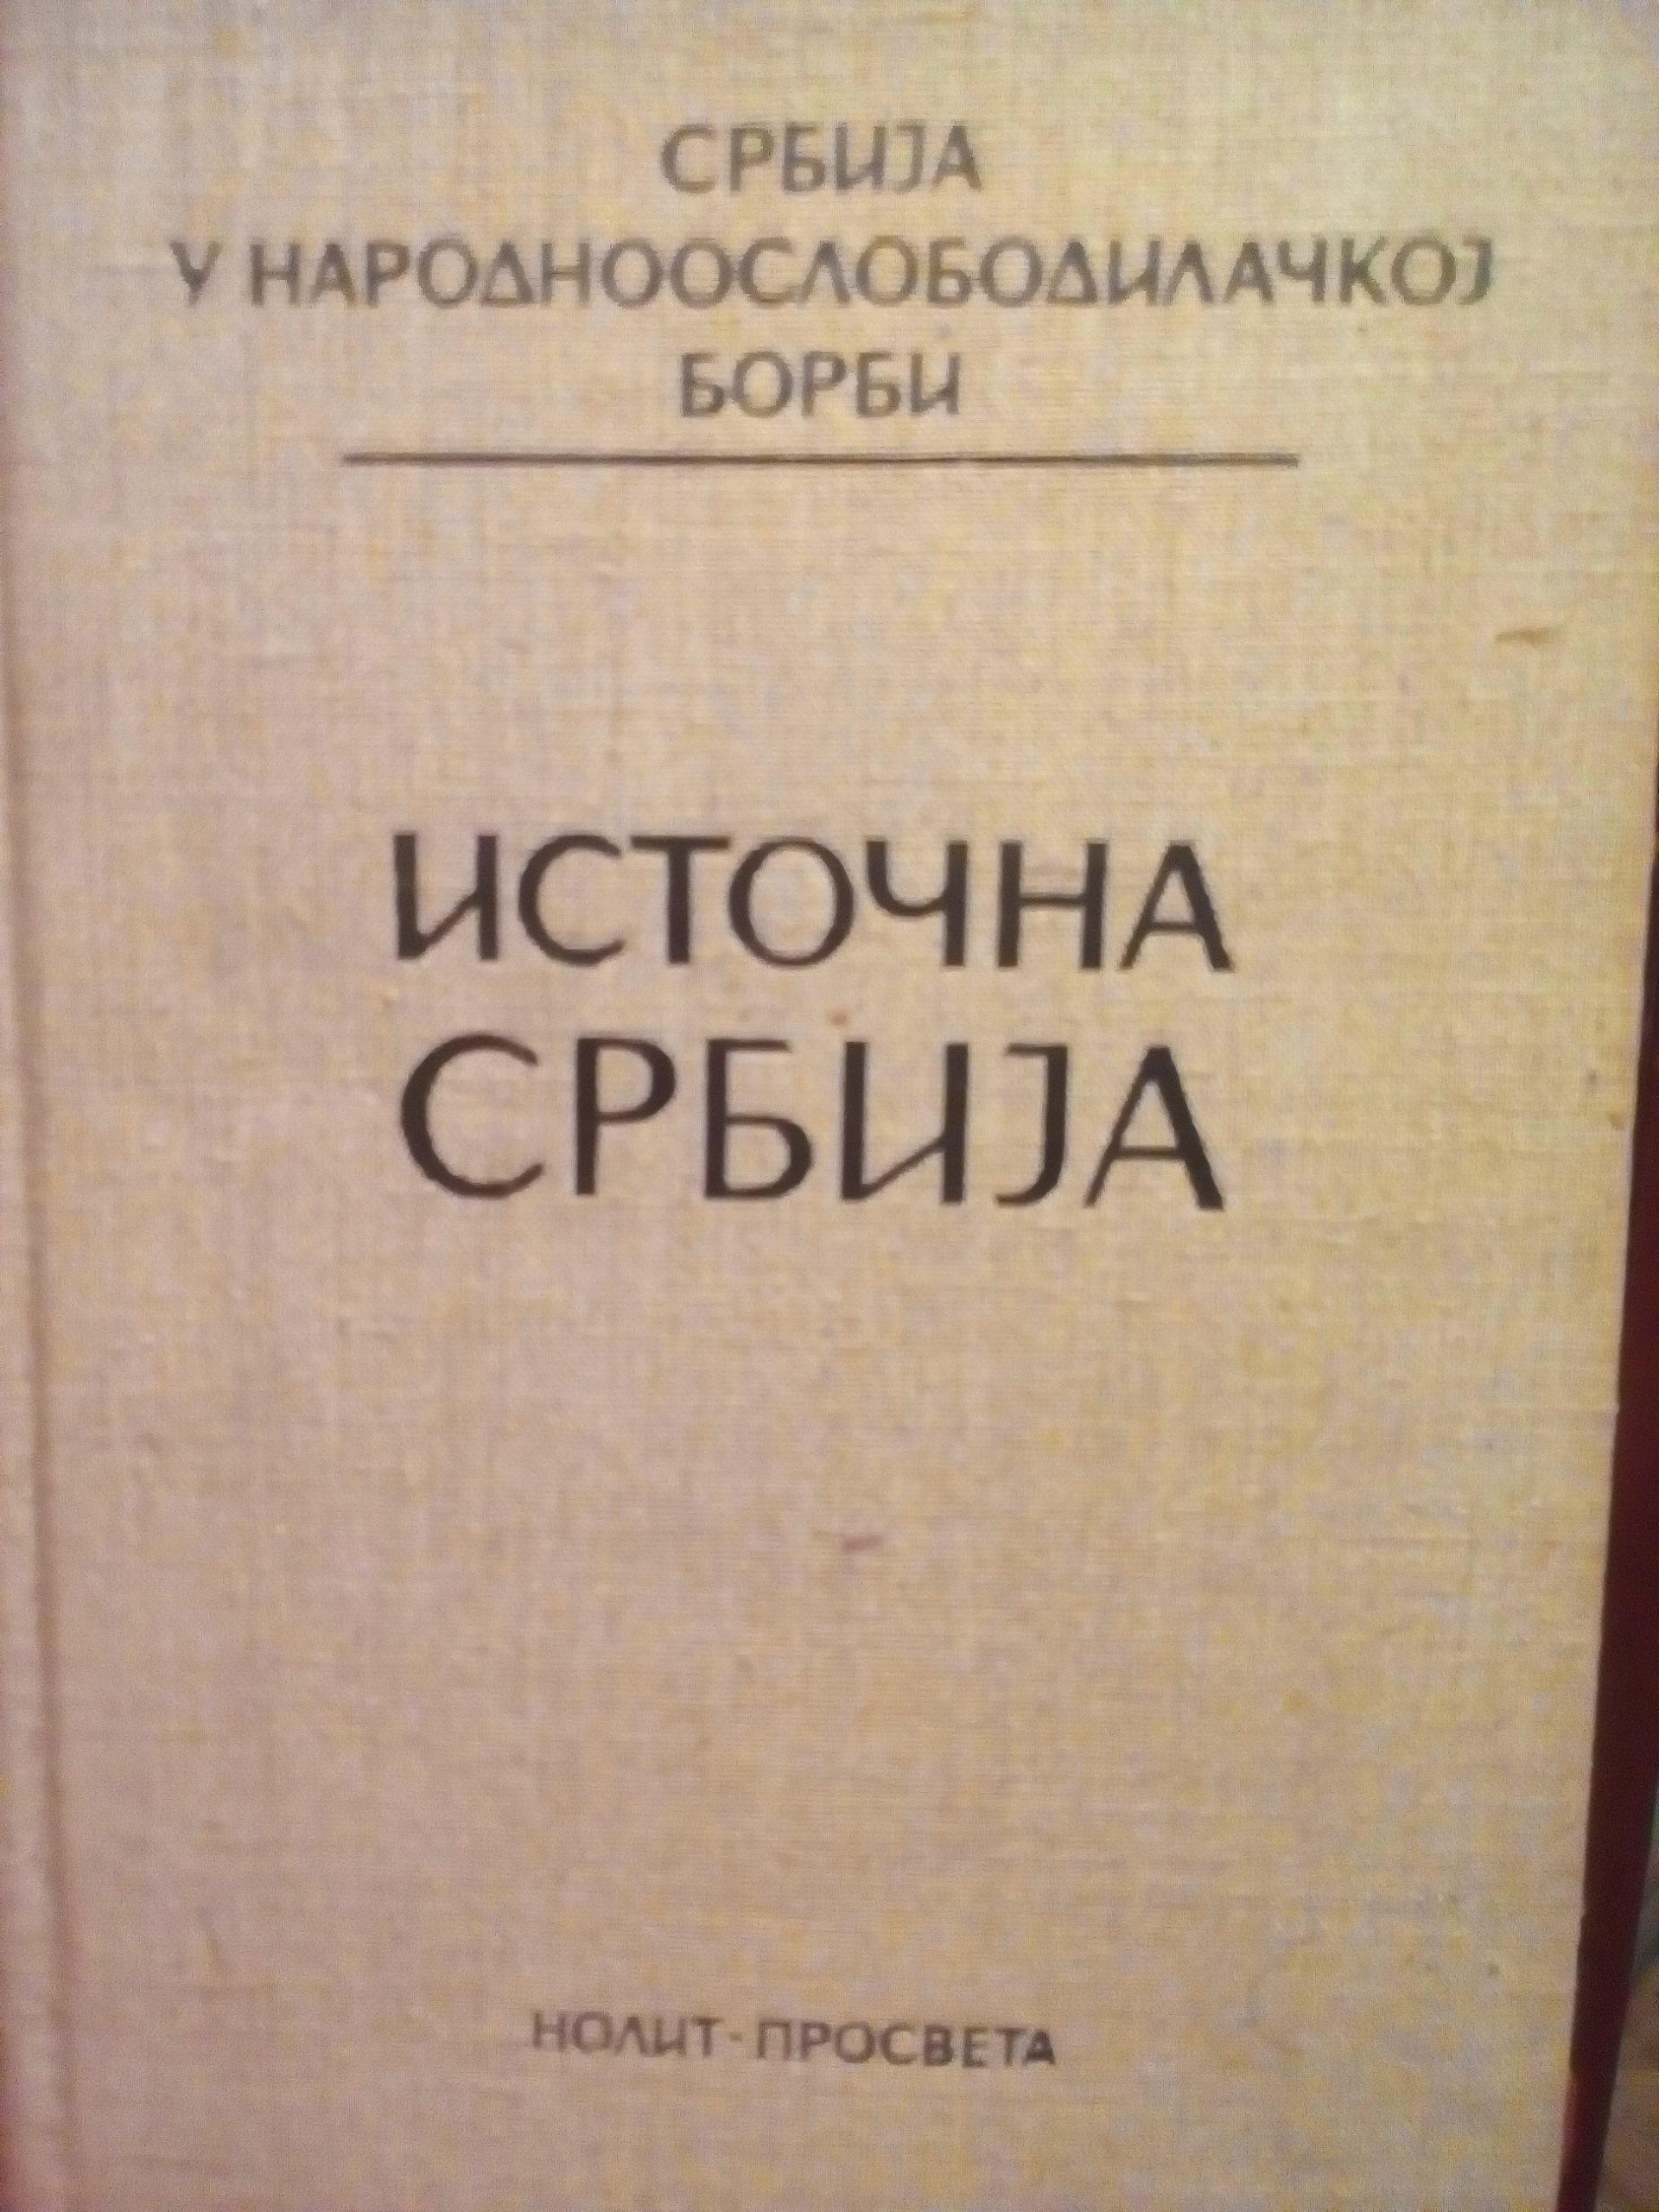 СРБИЈА
У НАРОДНООСЛОБОДИЛАЧКОЈ
БОРБИ
ИСТОЧНА
СРБИЈА
НОЛИТ-ПРОСВЕТА